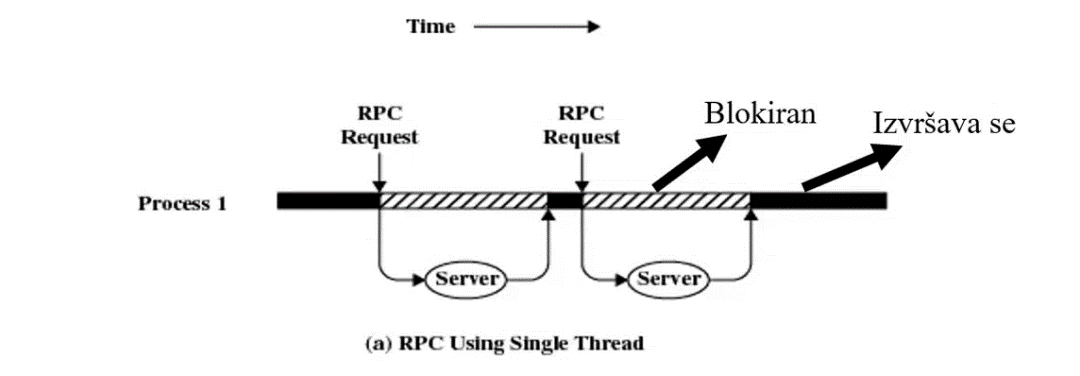 Time
RPC
Request
RPC
Request
Blokiran
Izvršava se
Process 1
Server
Server
(a) RPC Using Single Thread